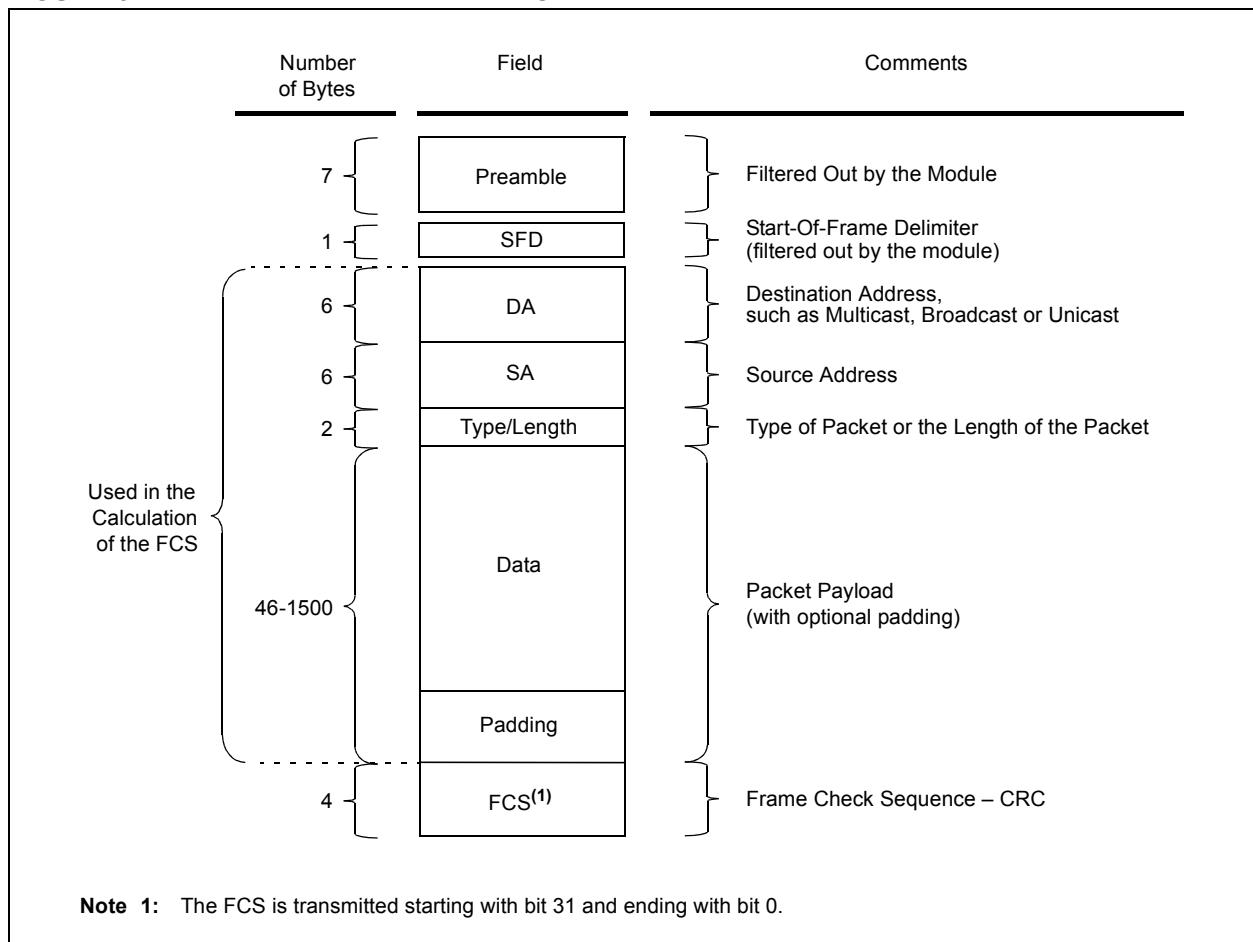 Number
of Bytes
Field
Comments
7
Preamble
Filtered Out by the Module
1
SFD
Start-Of-Frame Delimiter
(filtered out by the module)
6
DA
Destination Address,
such as Multicast, Broadcast or Unicast
6
SA
Source Address
2
Type/Length
Type of Packet or the Length of the Packet
Used in the
Calculation
of the FCS
46-1500
Data
Packet Payload
(with optional padding)
Padding
4
FCS(1)
Frame Check Sequence – CRC
Note 1: The FCS is transmitted starting with bit 31 and ending with bit 0.